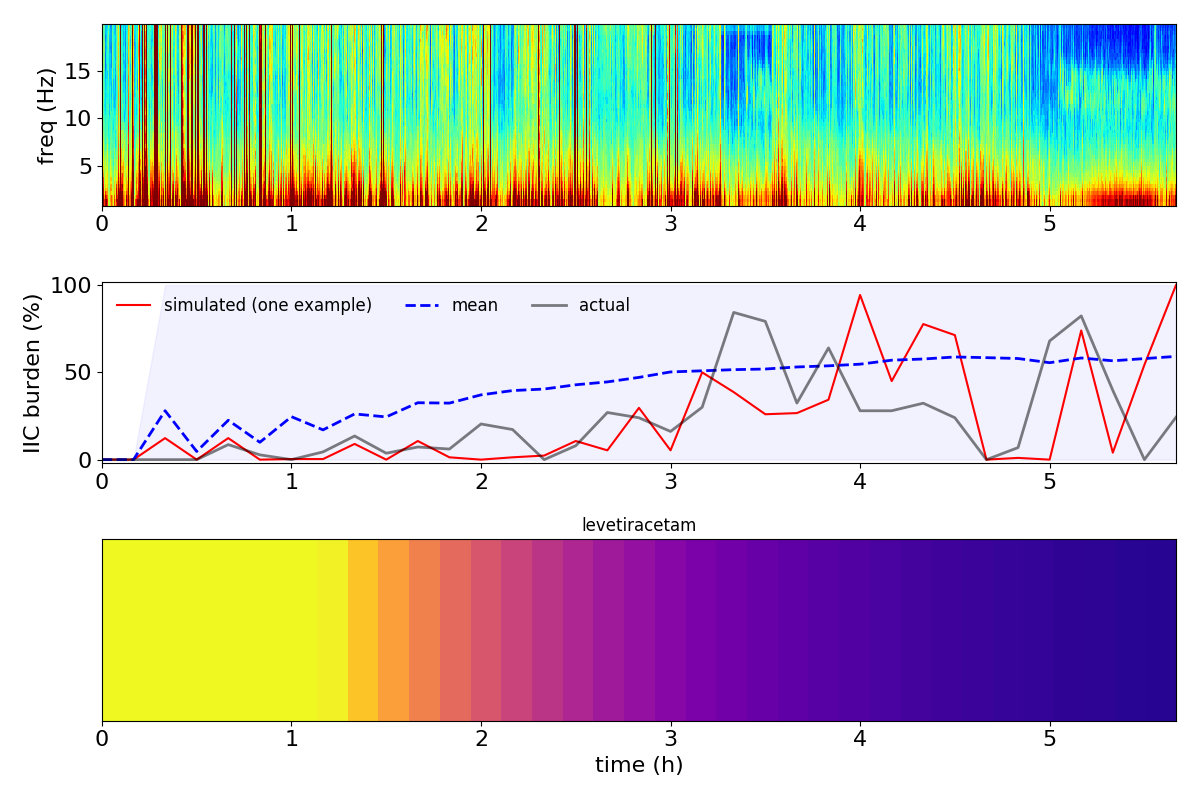 freq (Hz)
15
10
5
0 1 2 3 4 5
IIC burden (%)
100
50
0
simulated (one example) mean actual
0 1 2 3 4 5
levetiracetam
0 1 2 3 4 5
time (h)